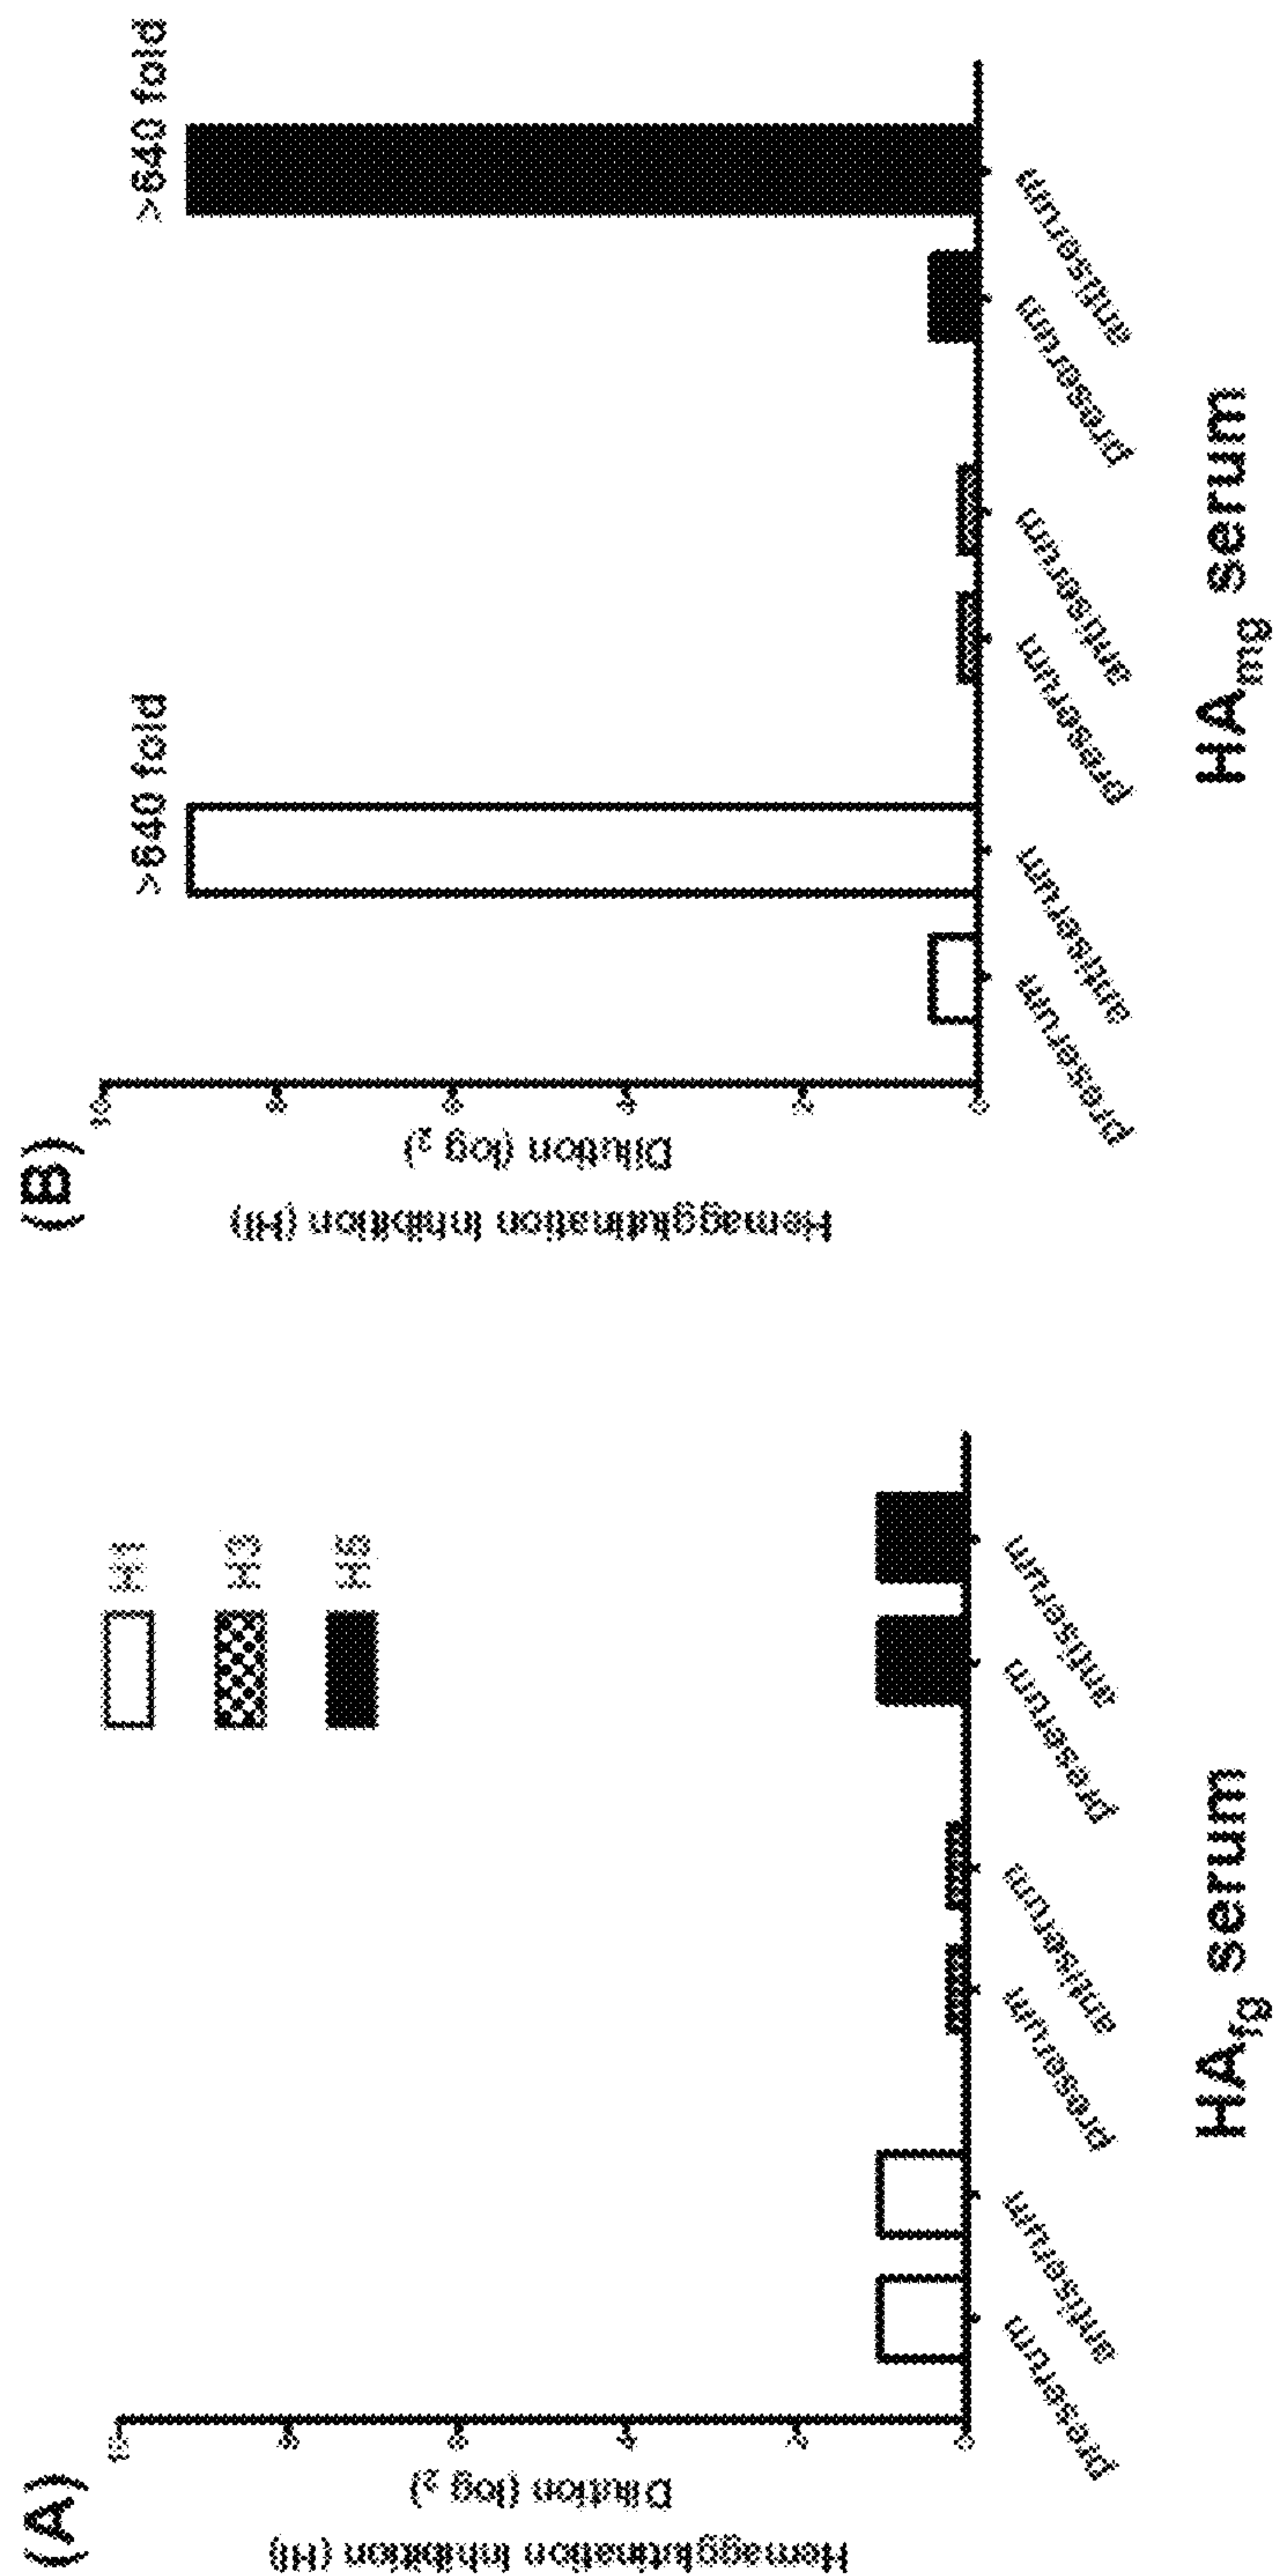 (A)
Hemagglutination Inhibition (HI)
Dilution (log 2)
10
8
6
4
2
0
H1
H3
H5
preserum
antiserum
preserum
antiserum
preserum
antiserum
HAfg serum
(B)
Hemagglutination Inhibition (HI)
Dilution (log 2)
10
8
6
4
2
0
>640 fold
>640 fold
preserum
antiserum
preserum
antiserum
preserum
antiserum
HAmg serum